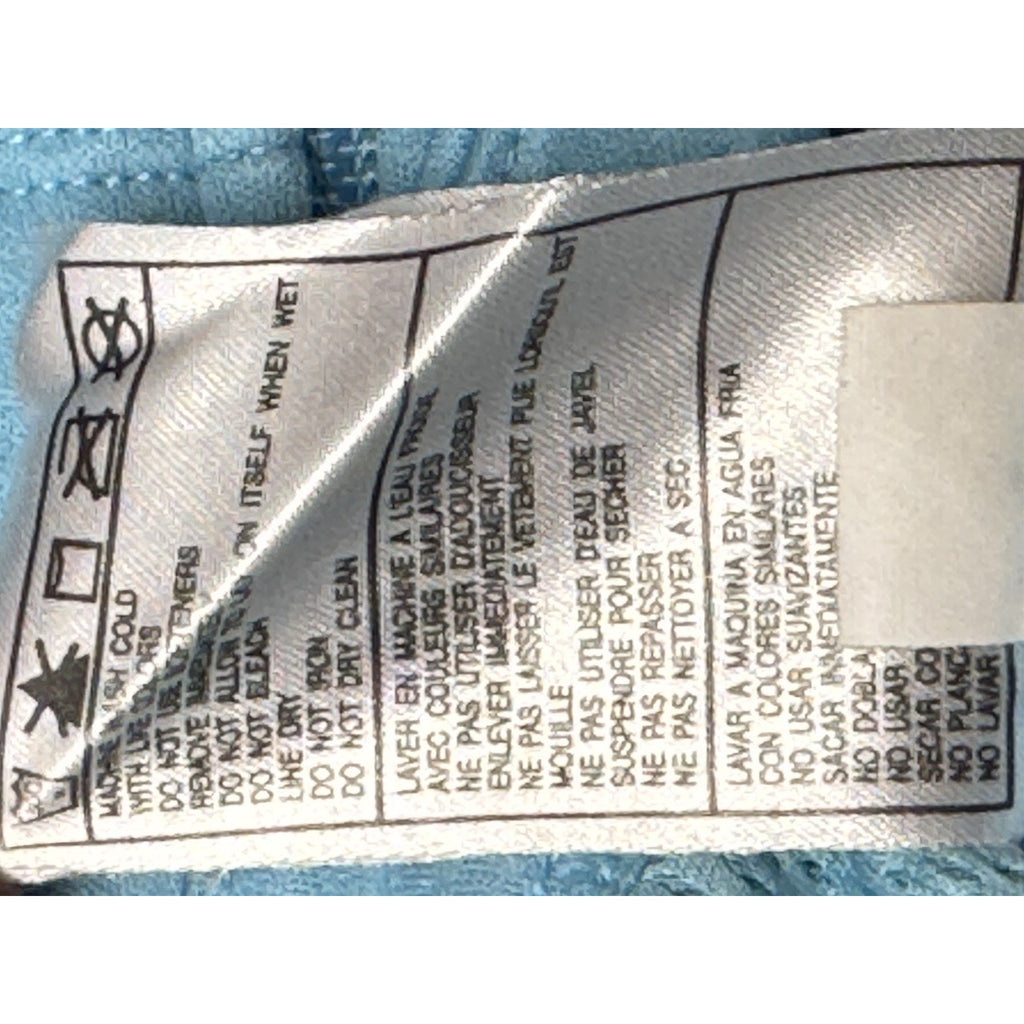 MACHINE WASH COLD
WITH LIKE COLORS
DO NOT USE SOFTENERS
REMOVE
DO NOT ALLOW TO ON ITSELF WHEN WET
DO NOT BLEACH
LINE DRY
DO NOT IRON
DO NOT DRY CLEAN
LAVER EN MACHINE A L'EAU FROIDE
AVEC COULEURS SIMILAIRES
NE PAS UTILISER D'ADOUCISSEUR
ENLEVER IMMEDIATEMENT
NE PAS LAISSER LE VETEMENT PLIE LORSQU'IL EST
MOUILLE
NE PAS UTILISER D'EAU DE JAVEL
SUSPENDRE POUR SECHER
NE PAS REPASSER
NE PAS NETTOYER A SEC
LAVAR A MAQUINA EN AGUA FRIA
CON COLORES SIMILARES
NO USAR SUAVIZANTES
SACAR INMEDIATAMENTE
NO DOBLA
NO USAR
SECAR CO
NO PLANC
NO LAVAR